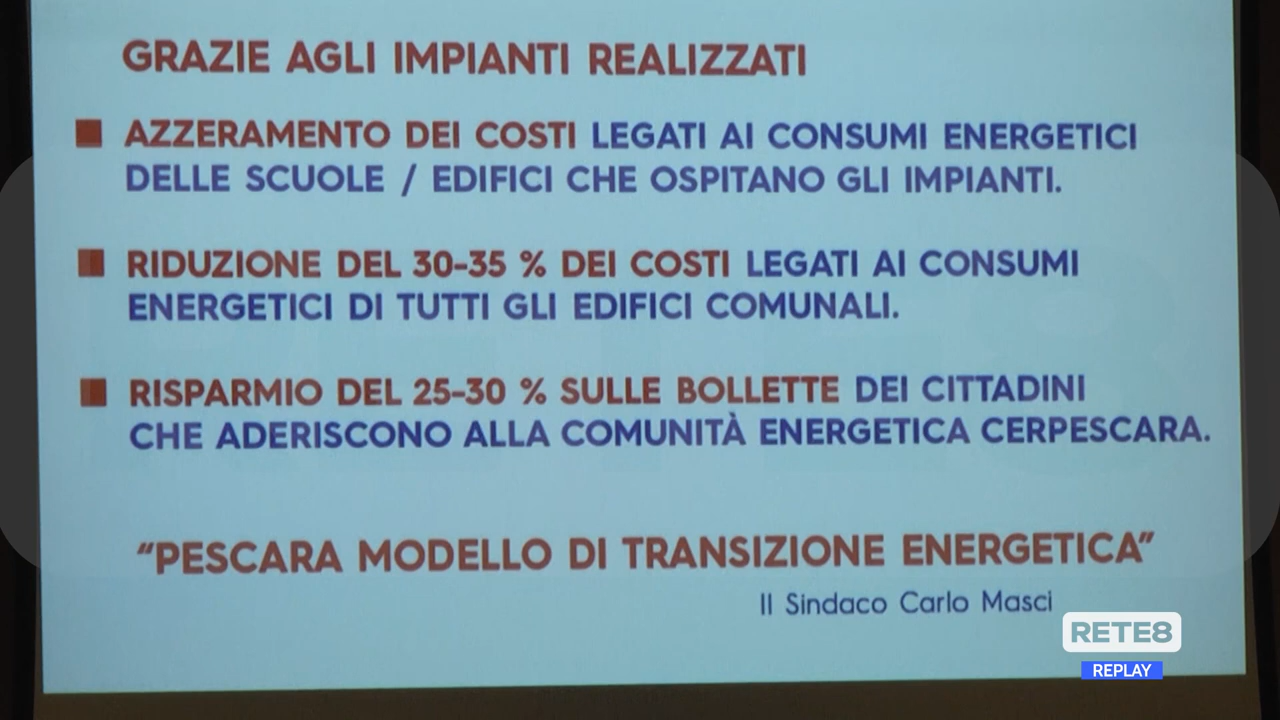 GRAZIE AGLI IMPIANTI REALIZZATI
AZZERAMENTO DEI COSTI LEGATI AI CONSUMI ENERGETICI
DELLE SCUOLE / EDIFICI CHE OSPITANO GLI IMPIANTI.
RIDUZIONE DEL 30-35 % DEI COSTI LEGATI AI CONSUMI
ENERGETICI DI TUTTI GLI EDIFICI COMUNALI.
RISPARMIO DEL 25-30 % SULLE BOLLETTE DEI CITTADINI
CHE ADERISCONO ALLA COMUNITÀ ENERGETICA CERPESCARA.
“PESCARA MODELLO DI TRANSIZIONE ENERGETICA”
Il Sindaco Carlo Masci
RETE8
REPLAY